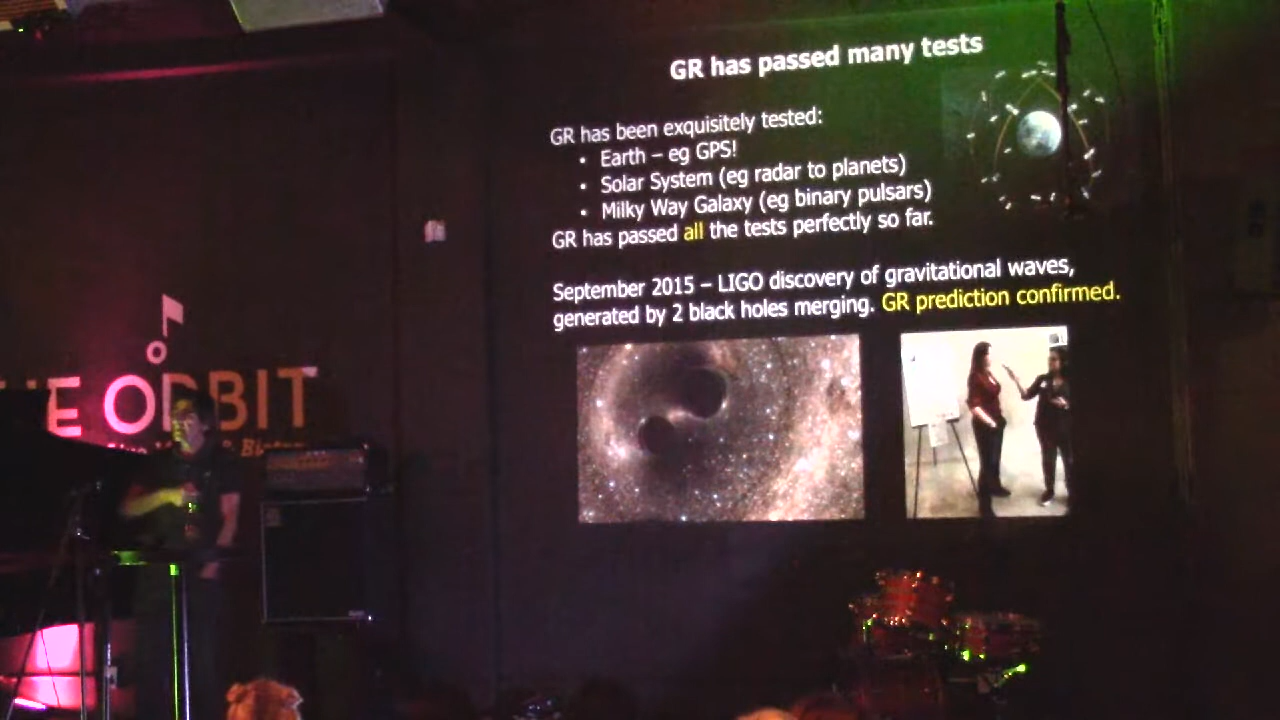 GR has passed many tests
GR has been exquisitely tested:
• Earth – eg GPS!
• Solar System (eg radar to planets)
• Milky Way Galaxy (eg binary pulsars)
GR has passed all the tests perfectly so far.
September 2015 – LIGO discovery of gravitational waves,
generated by 2 black holes merging. GR prediction confirmed.
ORBIT